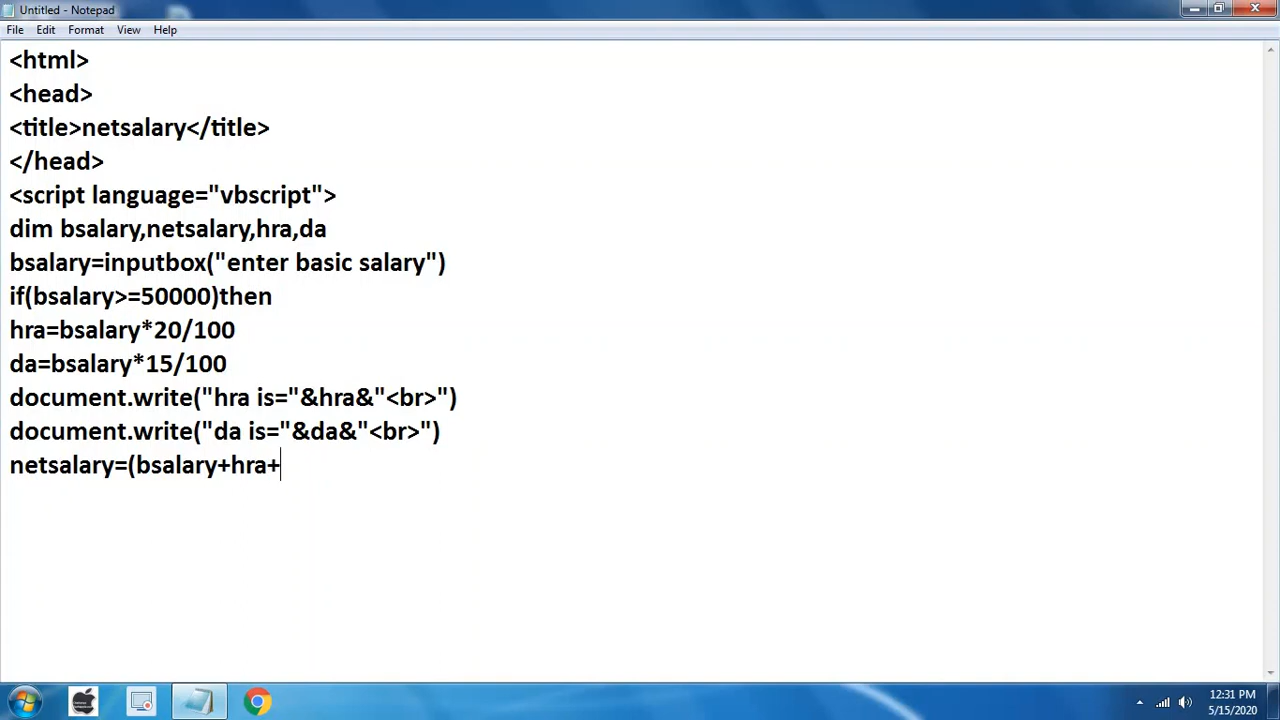 Untitled - Notepad
File Edit Format View Help
<html>
<head>
<title>netsalary</title>
</head>
<script language="vbscript">
dim bsalary,netsalary,hra,da
bsalary=inputbox("enter basic salary")
if(bsalary>=50000)then
hra=bsalary*20/100
da=bsalary*15/100
document.write("hra is="&hra&"<br>")
document.write("da is="&da&"<br>")
netsalary=(bsalary+hra+
12:31 PM
5/15/2020